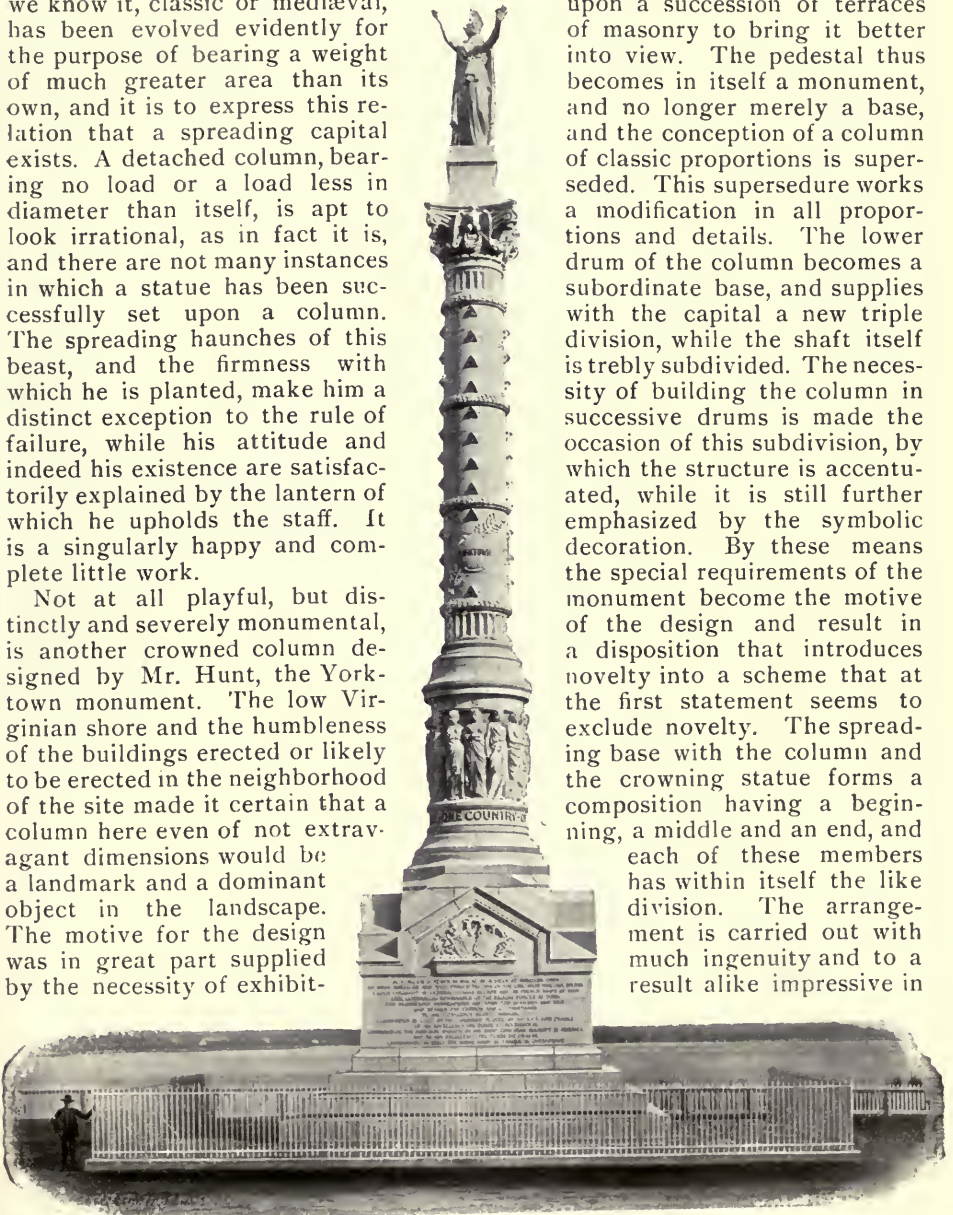 we know it, classic or mediæval,
has been evolved evidently for
the purpose of bearing a weight
of much greater area than its
own, and it is to express this re-
lation that a spreading capital
exists. A detached column, bear-
ing no load or a load less in
diameter than itself, is apt to
look irrational, as in fact it is,
and there are not many instances
in which a statue has been suc-
cessfully set upon a column.
The spreading haunches of this
beast, and the firmness with
which he is planted, make him a
distinct exception to the rule of
failure, while his attitude and
indeed his existence are satisfac-
torily explained by the lantern of
which he upholds the staff. It
is a singularly happy and com-
plete little work.
Not at all playful, but dis-
tinctly and severely monumental,
is another crowned column de-
signed by Mr. Hunt, the York-
town monument. The low Vir-
ginian shore and the humbleness
of the buildings erected or likely
to be erected in the neighborhood
of the site made it certain that a
column here even of not extrav-
agant dimensions would be
a landmark and a dominant
object in the landscape.
The motive for the design
was in great part supplied
by the necessity of exhibit-
ONE COUNTRY
upon a succession of terraces
of masonry to bring it better
into view. The pedestal thus
becomes in itself a monument,
and no longer merely a base,
and the conception of a column
of classic proportions is super-
seded. This supersedure works
a modification in all propor-
tions and details. The lower
drum of the column becomes a
subordinate base, and supplies
with the capital a new triple
division, while the shaft itself
is trebly subdivided. The neces-
sity of building the column in
successive drums is made the
occasion of this subdivision, by
which the structure is accentu-
ated, while it is still further
emphasized by the symbolic
decoration. By these means
the special requirements of the
monument become the motive
of the design and result in
a disposition that introduces
novelty into a scheme that at
the first statement seems to
exclude novelty. The spread-
ing base with the column and
the crowning statue forms a
composition having a begin-
ning, a middle and an end, and
each of these members
has within itself the like
division. The arrange-
ment is carried out with
much ingenuity and to a
result alike impressive in